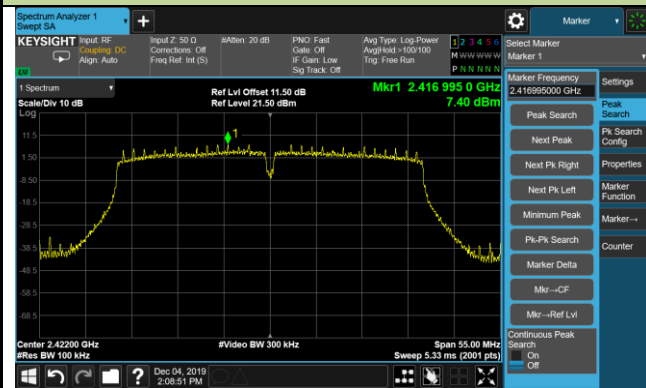 Spectrum Analyzer 1
Swept SA
Marker
KEYSIGHT
Input: RF
Coupling: DC
Align: Auto
Input Z: 50 Ω
Corrections: Off
Freq Ref: Int (S)
#Atten: 20 dB
PNO: Fast
Gate: Off
IF Gain: Low
Sig Track: Off
Avg Type: Log-Power
Avg|Hold:>100/100
Trig: Free Run
1 2 3 4 5 6
M W W W W W
P N N N N N
Select Marker
Marker 1
1 Spectrum
Scale/Div 10 dB
Log
Ref Lvl Offset 11.50 dB
Ref Level 21.50 dBm
Mkr1 2.416 995 0 GHz
7.40 dBm
1
11.5
1.50
-8.50
-18.5
-28.5
-38.5
-48.5
-58.5
-68.5
Center 2.42200 GHz
#Res BW 100 kHz
#Video BW 300 kHz
Span 55.00 MHz
Sweep 5.33 ms (2001 pts)
Marker Frequency
2.416995000 GHz
Peak Search
Next Peak
Next Pk Right
Next Pk Left
Minimum Peak
Pk-Pk Search
Marker Delta
Mkr→CF
Mkr→Ref Lvl
Continuous Peak
Search
On
Off
Settings
Peak
Search
Pk Search
Config
Properties
Marker
Function
Marker→
Counter
?
Dec 04, 2019
2:08:51 PM